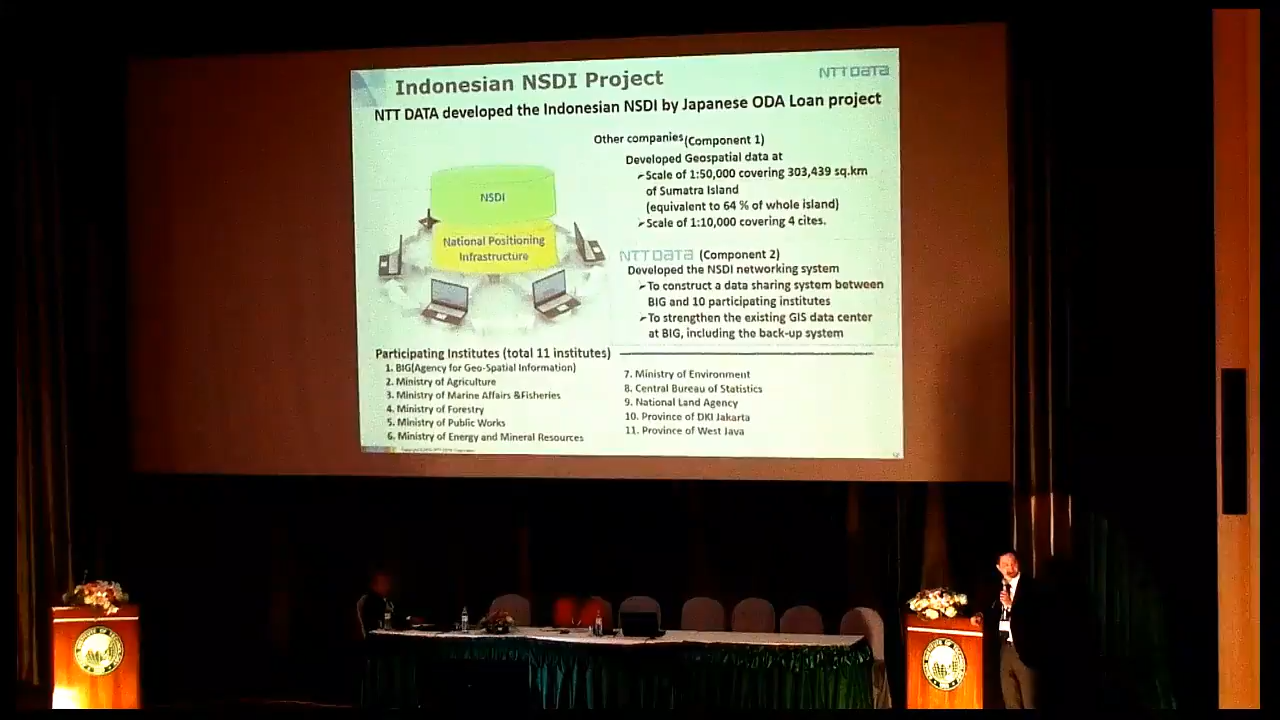 Indonesian NSDI Project
NTT DATA
NTT DATA developed the Indonesian NSDI by Japanese ODA Loan project
Other companies (Component 1)
Developed Geospatial data at
Scale of 1:50,000 covering 303,439 sq.km
of Sumatra Island
(equivalent to 64 % of whole island)
Scale of 1:10,000 covering 4 cites.
NSDI
National Positioning
Infrastructure
NTT DATA (Component 2)
Developed the NSDI networking system
To construct a data sharing system between
BIG and 10 participating institutes
To strengthen the existing GIS data center
at BIG, including the back-up system
Participating Institutes (total 11 institutes)
1. BIG(Agency for Geo-Spatial Information)
2. Ministry of Agriculture
3. Ministry of Marine Affairs &Fisheries
4. Ministry of Forestry
5. Ministry of Public Works
6. Ministry of Energy and Mineral Resources
7. Ministry of Environment
8. Central Bureau of Statistics
9. National Land Agency
10. Province of DKI Jakarta
11. Province of West Java